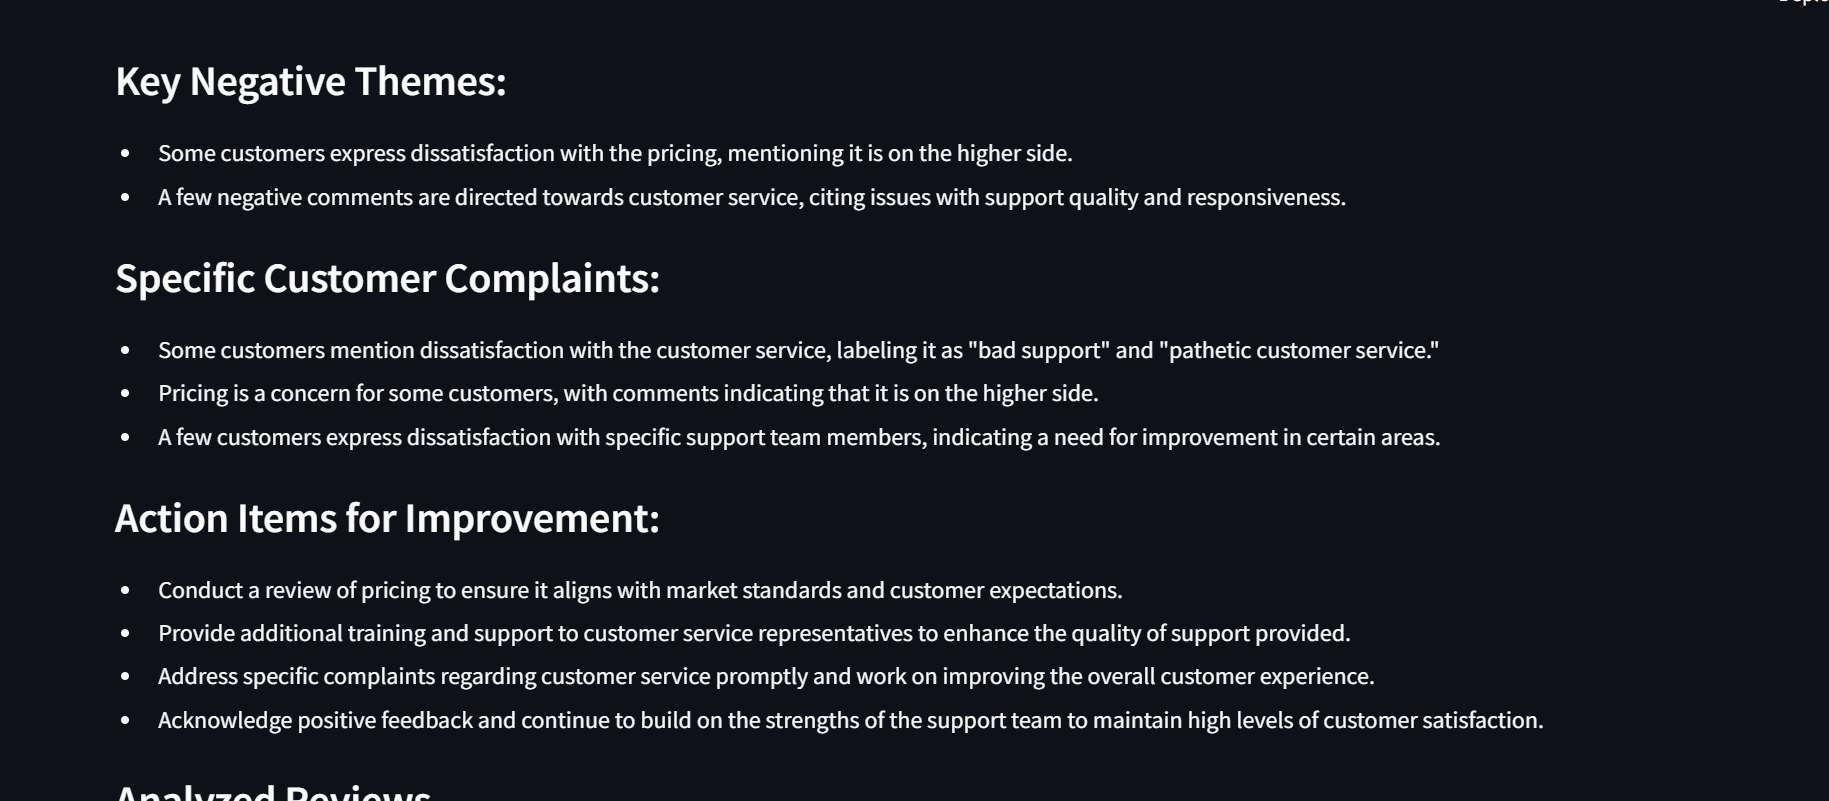 Key Negative Themes:
• Some customers express dissatisfaction with the pricing, mentioning it is on the higher side.
• A few negative comments are directed towards customer service, citing issues with support quality and responsiveness.
Specific Customer Complaints:
• Some customers mention dissatisfaction with the customer service, labeling it as "bad support" and "pathetic customer service."
• Pricing is a concern for some customers, with comments indicating that it is on the higher side.
• A few customers express dissatisfaction with specific support team members, indicating a need for improvement in certain areas.
Action Items for Improvement:
• Conduct a review of pricing to ensure it aligns with market standards and customer expectations.
• Provide additional training and support to customer service representatives to enhance the quality of support provided.
• Address specific complaints regarding customer service promptly and work on improving the overall customer experience.
• Acknowledge positive feedback and continue to build on the strengths of the support team to maintain high levels of customer satisfaction.
Analyzed Reviews